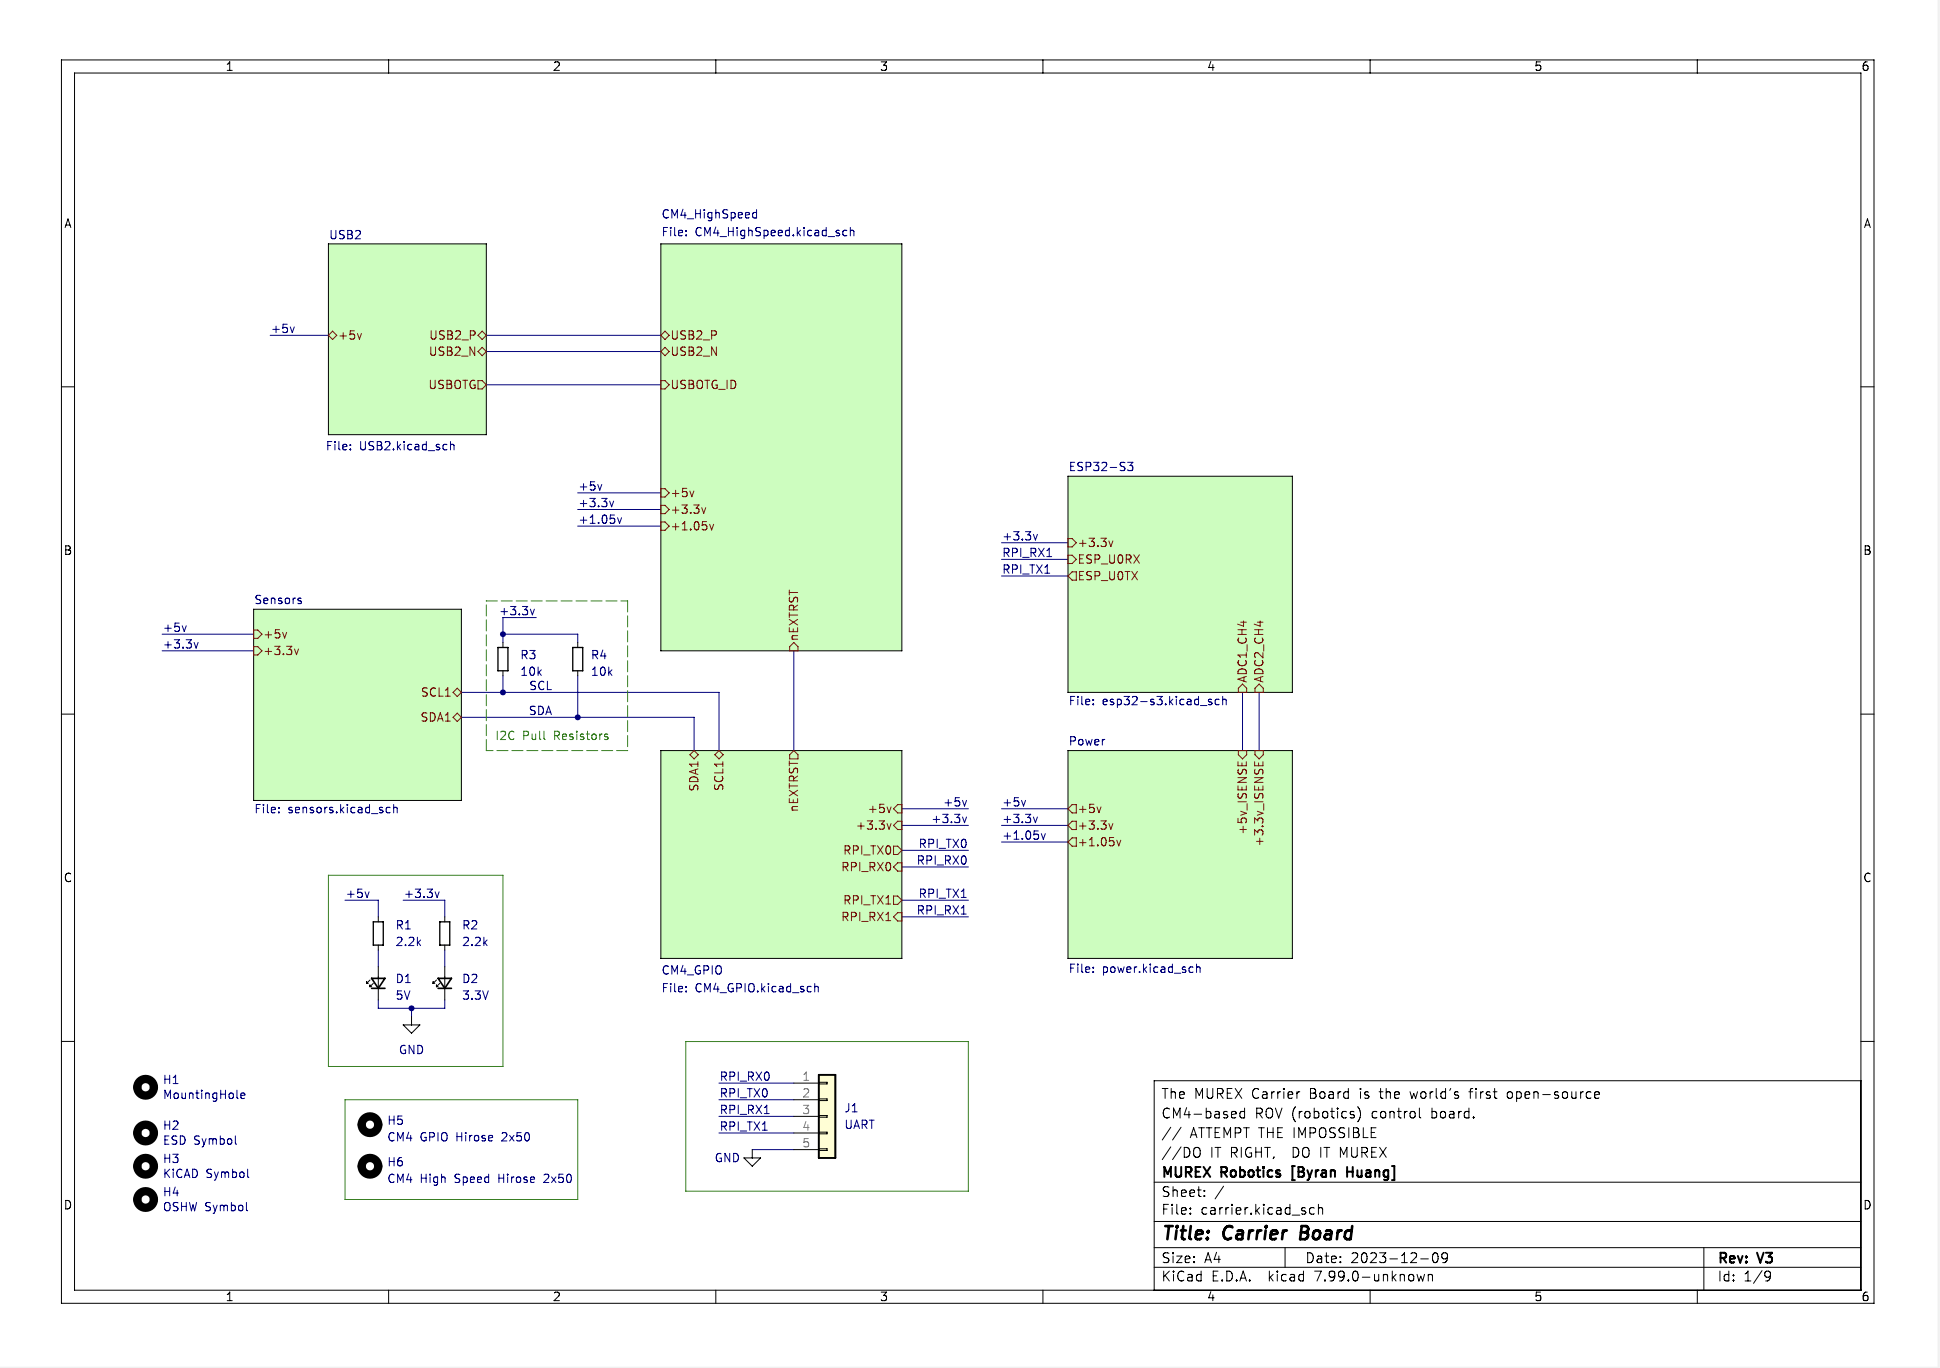 1 2 3 4 5 6
A
A
B
B
C
C
D
D
USB2
+5v
+5v
USB2_P
USB2_N
USBOTG
File: USB2.kicad_sch
CM4_HighSpeed
File: CM4_HighSpeed.kicad_sch
USB2_P
USB2_N
USBOTG_ID
+5v
+3.3v
+1.05v
+5v
+3.3v
+1.05v
nEXTRST
ESP32-S3
+3.3v
RPI_RX1
RPI_TX1
+3.3v
ESP_U0RX
ESP_U0TX
ADC1_CH4
ADC2_CH4
File: esp32-s3.kicad_sch
Sensors
+5v
+3.3v
+5v
+3.3v
SCL1
SDA1
File: sensors.kicad_sch
+3.3v
R3
10k
R4
10k
SCL
SDA
I2C Pull Resistors
SDA1
SCL1
nEXTRST
+5v
+3.3v
RPI_TX0
RPI_RX0
RPI_TX1
RPI_RX1
+5v
+3.3v
RPI_TX0
RPI_RX0
RPI_TX1
RPI_RX1
CM4_GPIO
File: CM4_GPIO.kicad_sch
Power
+5v
+3.3v
+1.05v
+5v
+3.3v
+1.05v
+5v_ISENSE
+3.3v_ISENSE
File: power.kicad_sch
+5v
+3.3v
R1
2.2k
R2
2.2k
D1
5V
D2
3.3V
GND
H1
MountingHole
H2
ESD Symbol
H3
KiCAD Symbol
H4
OSHW Symbol
H5
CM4 GPIO Hirose 2x50
H6
CM4 High Speed Hirose 2x50
RPI_RX0 1
RPI_TX0 2
RPI_RX1 3
RPI_TX1 4
5
GND
J1
UART
The MUREX Carrier Board is the world's first open-source
CM4-based ROV (robotics) control board.
// ATTEMPT THE IMPOSSIBLE
//DO IT RIGHT, DO IT MUREX
MUREX Robotics [Byran Huang]
Sheet: /
File: carrier.kicad_sch
Title: Carrier Board
Size: A4 Date: 2023-12-09 Rev: V3
KiCad E.D.A. kicad 7.99.0-unknown Id: 1/9
1 2 3 4 5 6